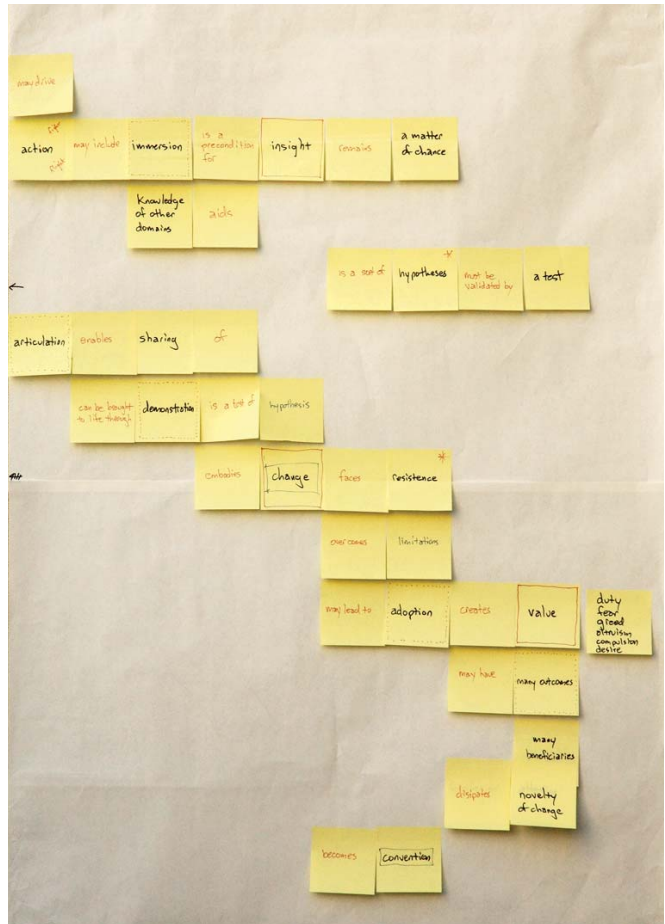 may drive
action
may include
immersion
is a
precondition
for
insight
remains
a matter
of chance
Knowledge
of other
domains
aids
is a sort of
hypotheses
must be
validated by
a test
articulation
enables
sharing
of
can be brought
to life through
demonstration
is a test of
hypothesis
embodies
change
faces
resistence
overcomes
limitations
may lead to
adoption
creates
value
duty
fear
greed
altruism
compulsion
desire
may have
many outcomes
many
beneficiaries
disipates
novelty
of change
becomes
convention